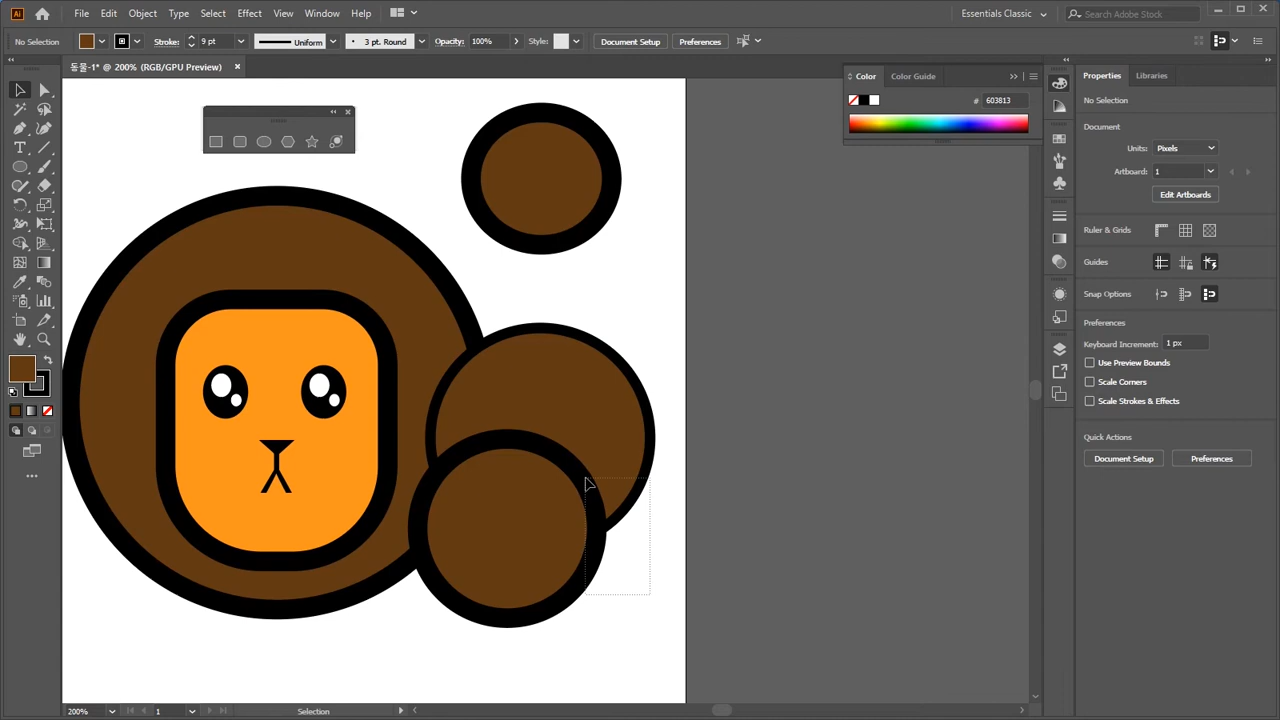 Ai File Edit Object Type Select Effect View Window Help Essentials Classic Search Adobe Stock
No Selection Stroke: 9 pt Uniform 3 pt. Round Opacity: 100% Style: Document Setup Preferences
동물-1* @ 200% (RGB/GPU Preview)
Color Color Guide
# 603813
Properties Libraries
No Selection
Document
Units: Pixels
Artboard: 1
Edit Artboards
Ruler & Grids
Guides
Snap Options
Preferences
Keyboard Increment: 1 px
Use Preview Bounds
Scale Corners
Scale Strokes & Effects
Quick Actions
Document Setup Preferences
200% 1 Selection